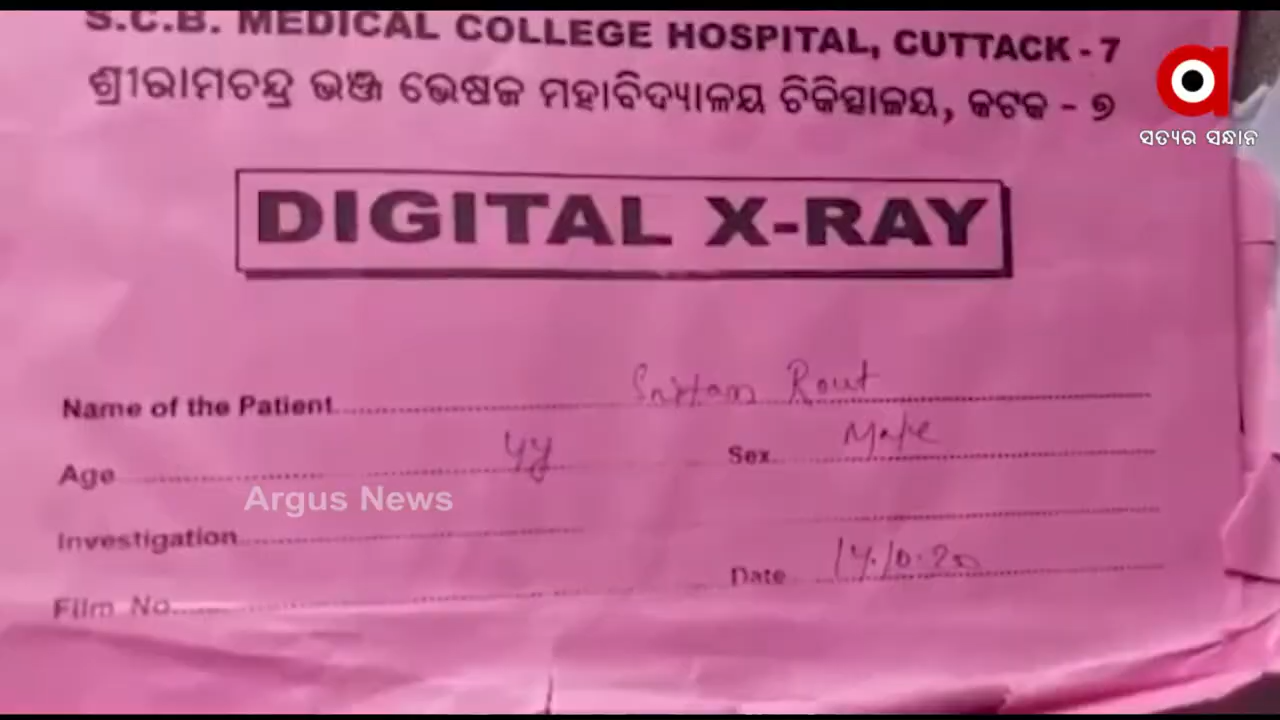 S.C.B. MEDICAL COLLEGE HOSPITAL, CUTTACK - 7
ଶ୍ରୀରାମଚନ୍ଦ୍ର ଭଞ୍ଜ ଭେଷଜ ମହାବିଦ୍ୟାଳୟ ଚିକିତ୍ସାଳୟ, କଟକ - ୭
ସତ୍ୟର ସନ୍ଧାନ
DIGITAL X-RAY
Name of the Patient Rout
Age Sex Male
Argus News
Investigation
Date
Film No